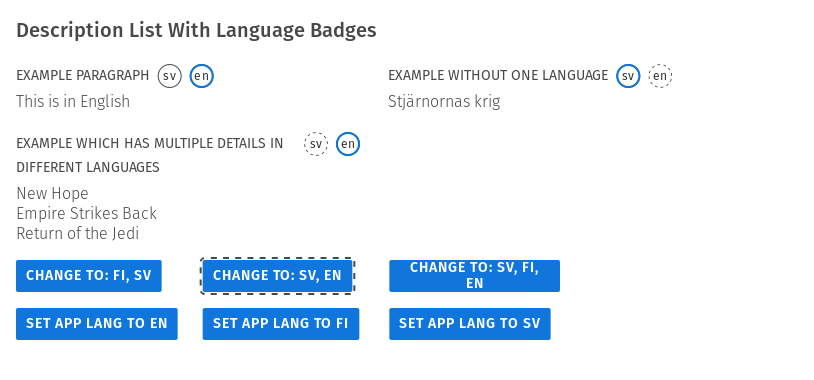 Description List With Language Badges
EXAMPLE PARAGRAPH sv en
This is in English
EXAMPLE WITHOUT ONE LANGUAGE sv en
Stjärnornas krig
EXAMPLE WHICH HAS MULTIPLE DETAILS IN sv en
DIFFERENT LANGUAGES
New Hope
Empire Strikes Back
Return of the Jedi
CHANGE TO: FI, SV
CHANGE TO: SV, EN
CHANGE TO: SV, FI,
EN
SET APP LANG TO EN
SET APP LANG TO FI
SET APP LANG TO SV